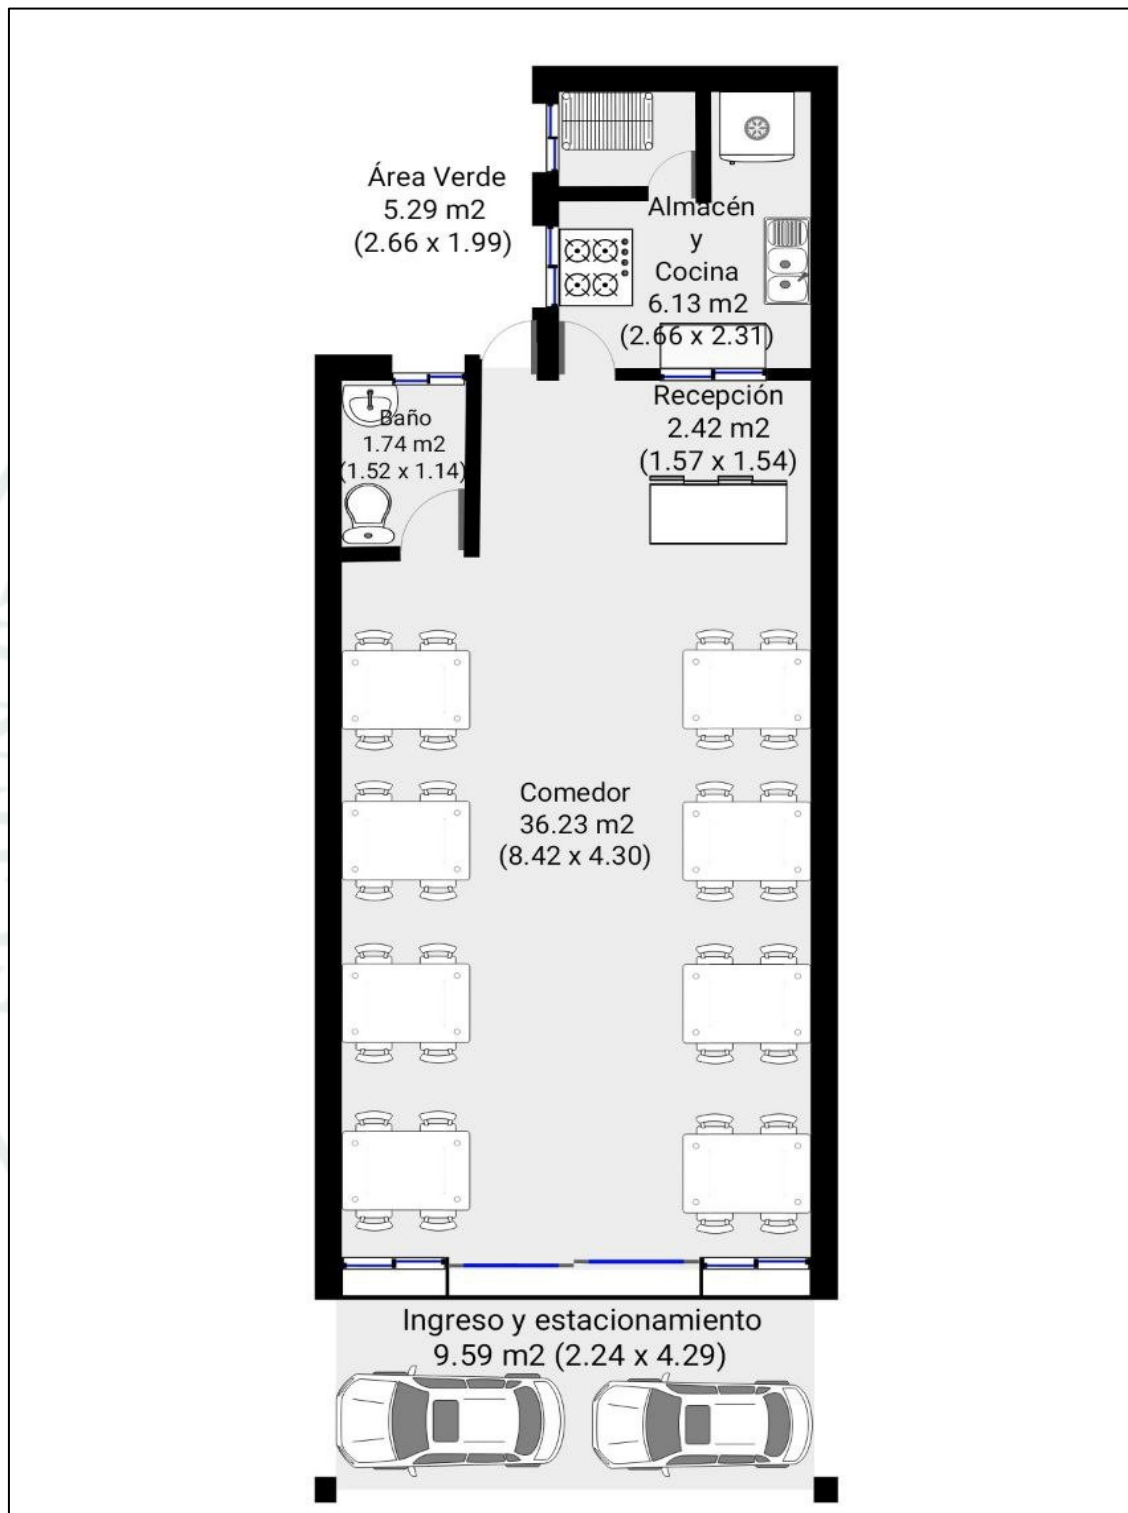 Área Verde
5.29 m2
(2.66 x 1.99)
Almacén
y
Cocina
6.13 m2
(2.66 x 2.31)
Recepción
2.42 m2
(1.57 x 1.54)
Baño
1.74 m2
(1.52 x 1.14)
Comedor
36.23 m2
(8.42 x 4.30)
Ingreso y estacionamiento
9.59 m2 (2.24 x 4.29)